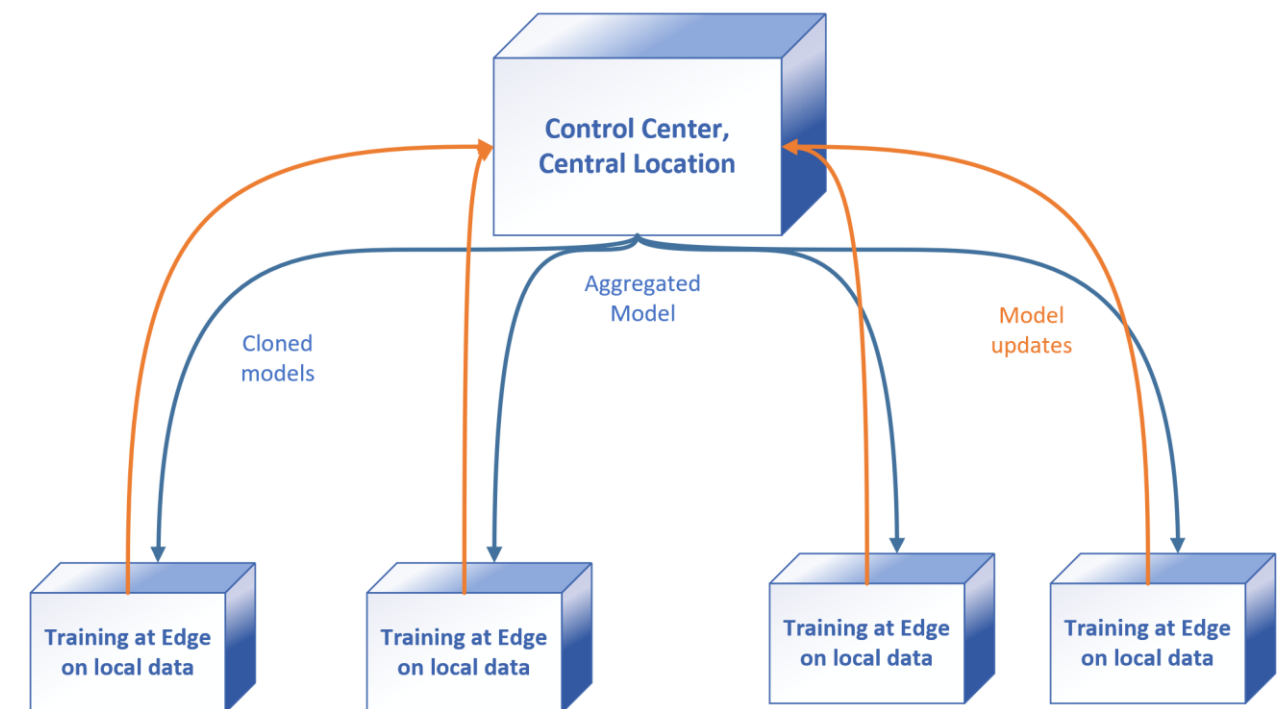 Control Center,
Central Location
Aggregated
Model
Model
updates
Cloned
models
Training at Edge
on local data
Training at Edge
on local data
Training at Edge
on local data
Training at Edge
on local data